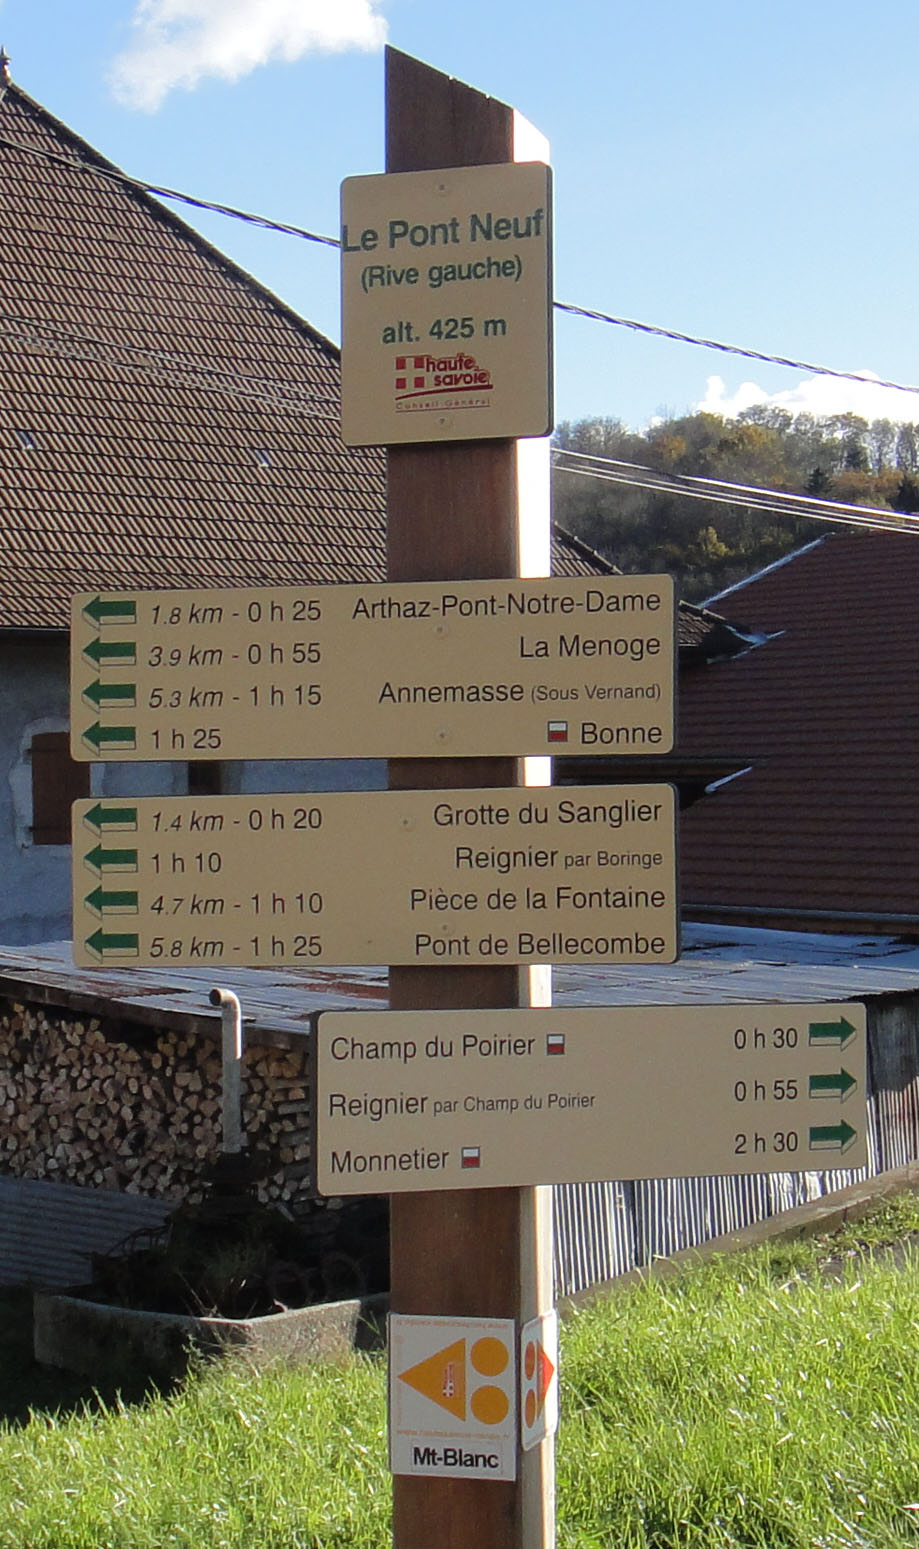 Le Pont Neuf
(Rive gauche)
alt. 425 m
haute
savoie
Conseil Général
1.8 km - 0 h 25 Arthaz-Pont-Notre-Dame
3.9 km - 0 h 55 La Menoge
5.3 km - 1 h 15 Annemasse (Sous Vernand)
1 h 25 Bonne
1.4 km - 0 h 20 Grotte du Sanglier
1 h 10 Reignier par Boringe
4.7 km - 1 h 10 Pièce de la Fontaine
5.8 km - 1 h 25 Pont de Bellecombe
Champ du Poirier 0 h 30
Reignier par Champ du Poirier 0 h 55
Monnetier 2 h 30
Mt-Blanc